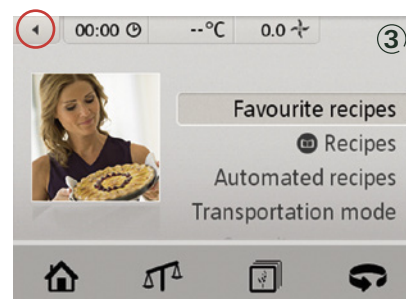 00:00 --°C 0.0
3
Favourite recipes
Recipes
Automated recipes
Transportation mode